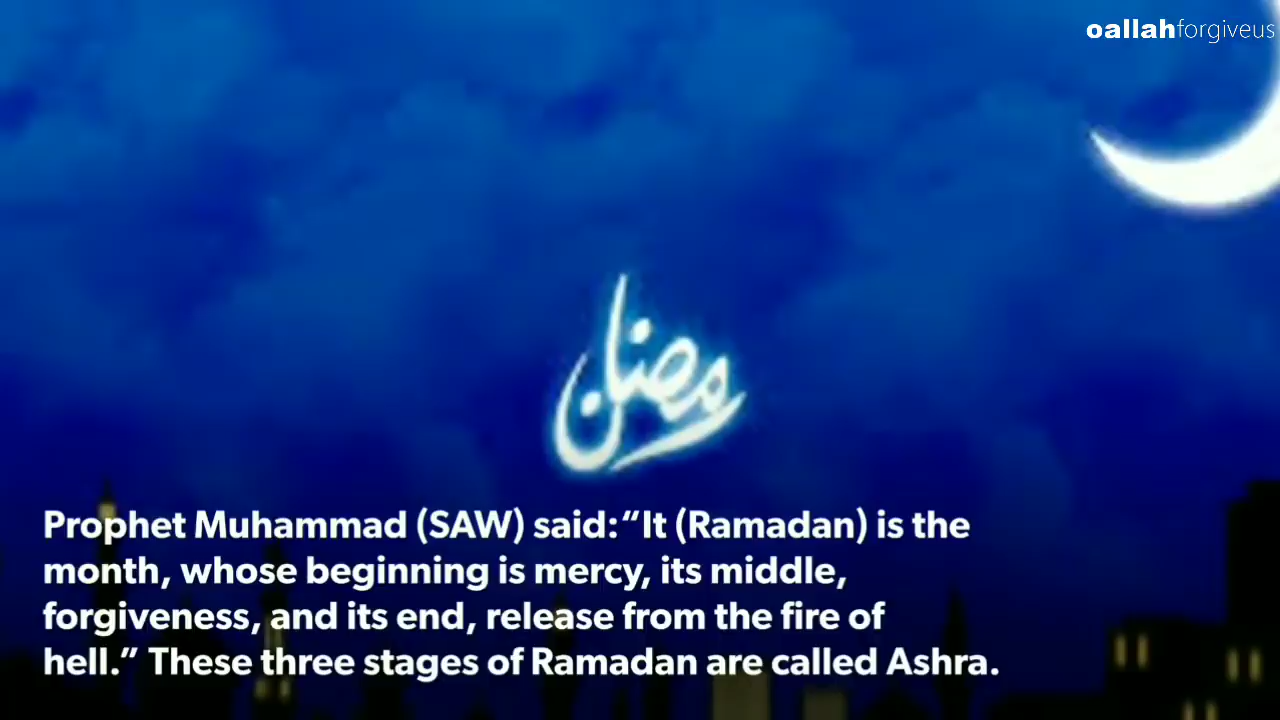 oallahforgiveus
رمضان
Prophet Muhammad (SAW) said:“It (Ramadan) is the
month, whose beginning is mercy, its middle,
forgiveness, and its end, release from the fire of
hell.” These three stages of Ramadan are called Ashra.